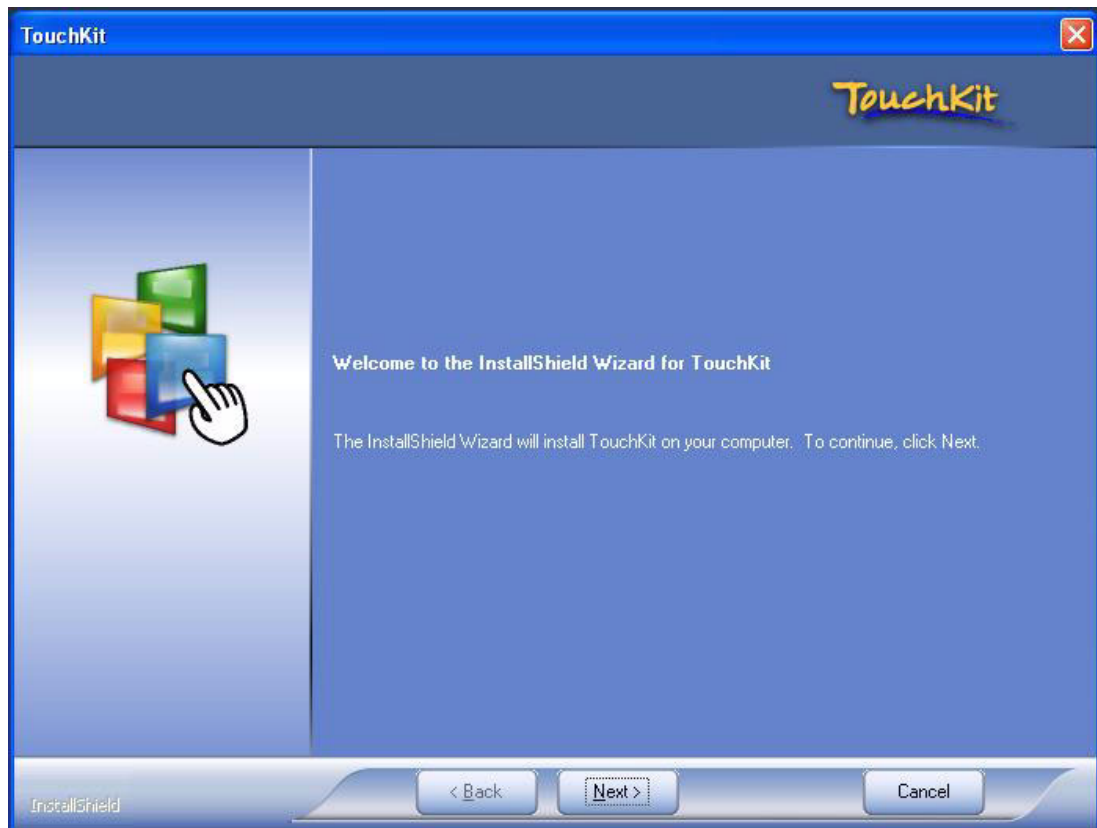 TouchKit
TouchKit
Welcome to the InstallShield Wizard for TouchKit
The InstallShield Wizard will install TouchKit on your computer. To continue, click Next.
InstallShield
< Back
Next >
Cancel